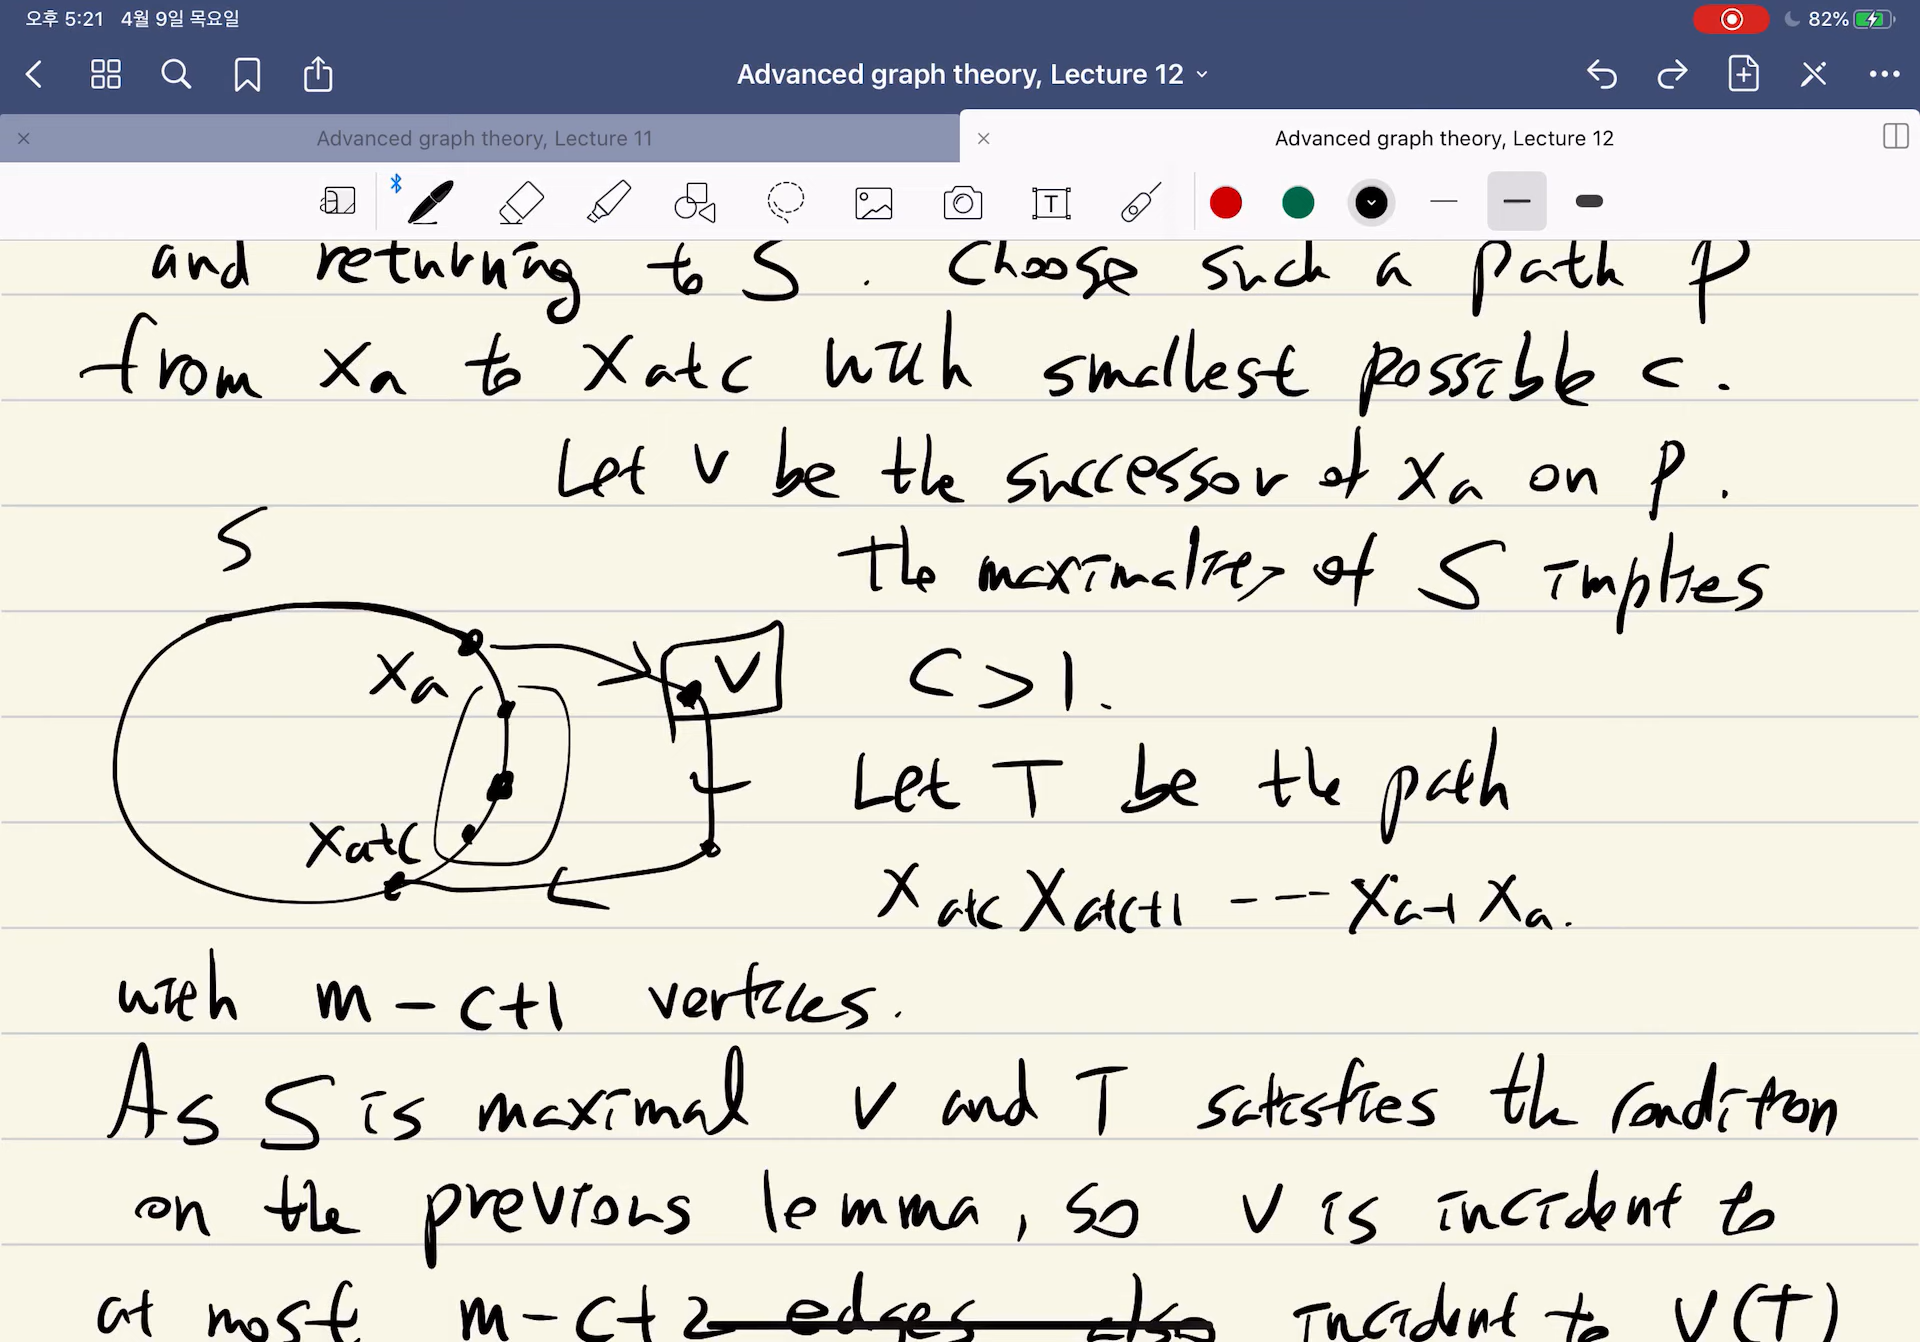 오후 5:21 4월 9일 목요일
82%
Advanced graph theory, Lecture 12
Advanced graph theory, Lecture 11
Advanced graph theory, Lecture 12
and returning to S. Choose such a path P
from Xa to Xa+c with smallest possible c.
Let v be the successor of Xa on P.
S
The maximality of S implies
Xa
V
C > 1.
Let T be the path
Xa+c
Xa+c Xa+c+1 ---- Xa-1 Xa.
with m-c+1 vertices.
As S is maximal v and T satisfies the condition
on the previous lemma, so v is incident to
at most m-c+2 edges also incident to V(T)